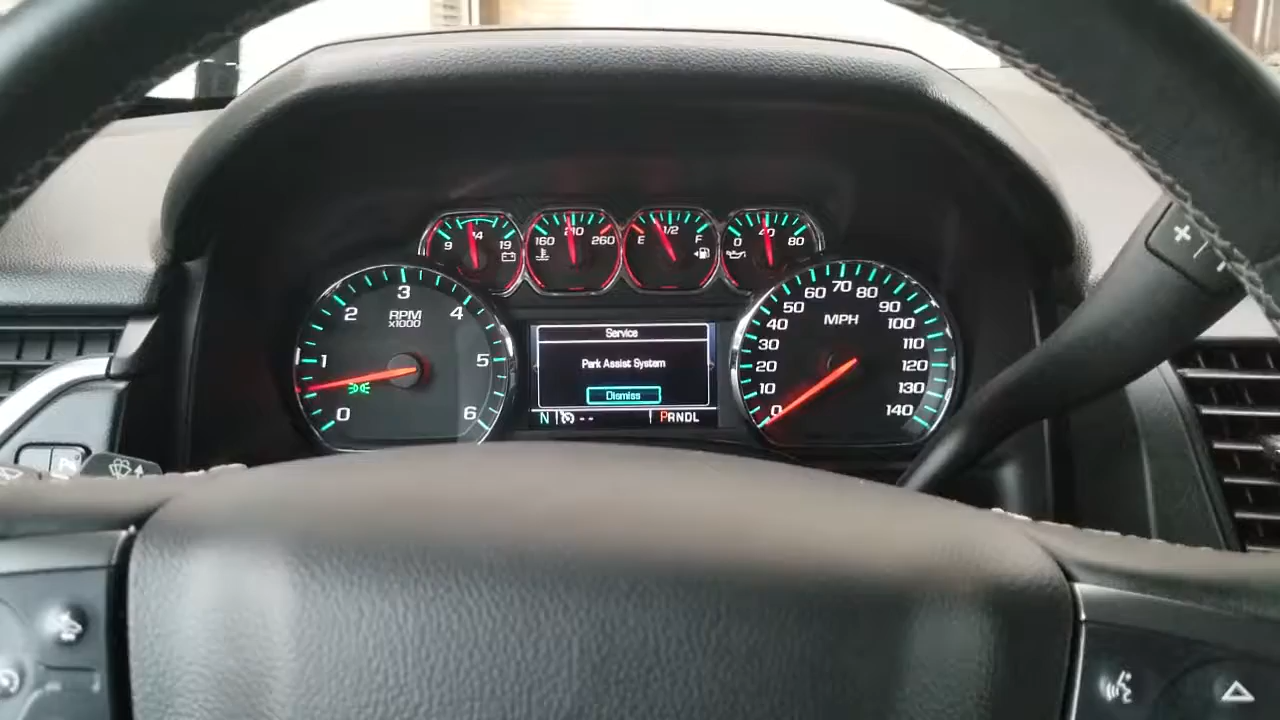 9 14 19
160 210 260
E 1/2 F
0 40 80
0 1 2 3 4 5 6
RPM
x1000
Service
Park Assist System
Dismiss
N -- PRNDL
0 10 20 30 40 50 60 70 80 90 100 110 120 130 140
MPH
+